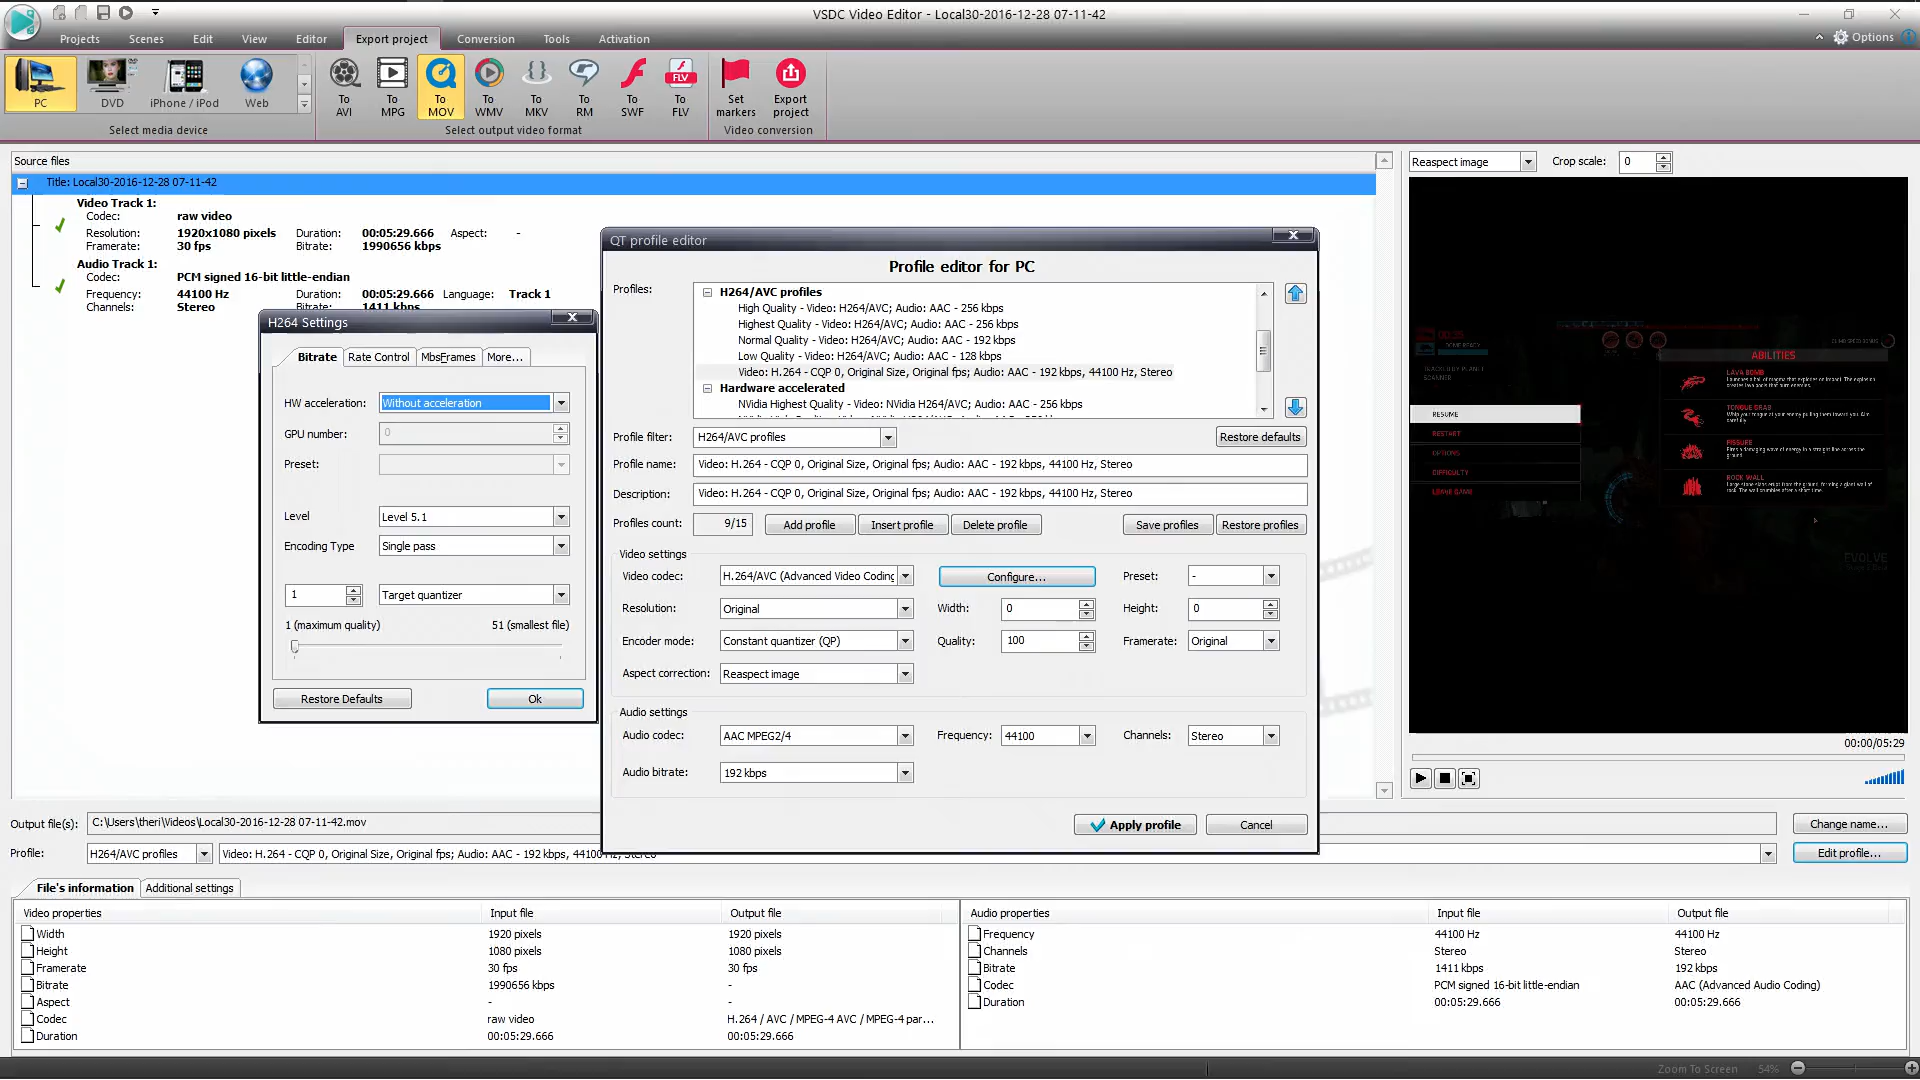 VSDC Video Editor - Local30-2016-12-28 07-11-42
Projects Scenes Edit View Editor Export project Conversion Tools Activation Options
PC DVD iPhone / iPod Web
To AVI To MPG To MOV To WMV To MKV To RM To SWF To FLV Set markers Export project
FLV
Select media device Select output video format Video conversion
Source files
Reaspect image Crop scale: 0
Title: Local30-2016-12-28 07-11-42
Video Track 1:
Codec: raw video
Resolution: 1920x1080 pixels Duration: 00:05:29.666 Aspect: -
Framerate: 30 fps Bitrate: 1990656 kbps
Audio Track 1:
Codec: PCM signed 16-bit little-endian
Frequency: 44100 Hz Duration: 00:05:29.666 Language: Track 1
Channels: Stereo Bitrate: 1411 kbps
H264 Settings
Bitrate Rate Control MbsFrames More...
HW acceleration: Without acceleration
GPU number: 0
Preset:
Level Level 5.1
Encoding Type Single pass
1 Target quantizer
1 (maximum quality) 51 (smallest file)
Restore Defaults Ok
QT profile editor
Profile editor for PC
Profiles:
H264/AVC profiles
High Quality - Video: H264/AVC; Audio: AAC - 256 kbps
Highest Quality - Video: H264/AVC; Audio: AAC - 256 kbps
Normal Quality - Video: H264/AVC; Audio: AAC - 192 kbps
Low Quality - Video: H264/AVC; Audio: AAC - 128 kbps
Video: H.264 - CQP 0, Original Size, Original fps; Audio: AAC - 192 kbps, 44100 Hz, Stereo
Hardware accelerated
NVidia Highest Quality - Video: NVidia H264/AVC; Audio: AAC - 256 kbps
Profile filter: H264/AVC profiles Restore defaults
Profile name: Video: H.264 - CQP 0, Original Size, Original fps; Audio: AAC - 192 kbps, 44100 Hz, Stereo
Description: Video: H.264 - CQP 0, Original Size, Original fps; Audio: AAC - 192 kbps, 44100 Hz, Stereo
Profiles count: 9/15 Add profile Insert profile Delete profile Save profiles Restore profiles
Video settings
Video codec: H.264/AVC (Advanced Video Coding Configure... Preset: -
Resolution: Original Width: 0 Height: 0
Encoder mode: Constant quantizer (QP) Quality: 100 Framerate: Original
Aspect correction: Reaspect image
Audio settings
Audio codec: AAC MPEG2/4 Frequency: 44100 Channels: Stereo
Audio bitrate: 192 kbps
Apply profile Cancel
ABILITIES
LAVA BOMB
TONGUE GRAB
FISSURE
ROCK WALL
RESUME
RESTART
OPTIONS
DIFFICULTY
LEAVE GAME
EVOLVE
00:00/05:29
Output file(s): C:\Users\theri\Videos\Local30-2016-12-28 07-11-42.mov Change name...
Profile: H264/AVC profiles Video: H.264 - CQP 0, Original Size, Original fps; Audio: AAC - 192 kbps, 44100 Hz, Stereo Edit profile...
File's information Additional settings
Video properties Input file Output file
Width 1920 pixels 1920 pixels
Height 1080 pixels 1080 pixels
Framerate 30 fps 30 fps
Bitrate 1990656 kbps -
Aspect - -
Codec raw video H.264 / AVC / MPEG-4 AVC / MPEG-4 par...
Duration 00:05:29.666 00:05:29.666
Audio properties Input file Output file
Frequency 44100 Hz 44100 Hz
Channels Stereo Stereo
Bitrate 1411 kbps 192 kbps
Codec PCM signed 16-bit little-endian AAC (Advanced Audio Coding)
Duration 00:05:29.666 00:05:29.666
Zoom To Screen 54%